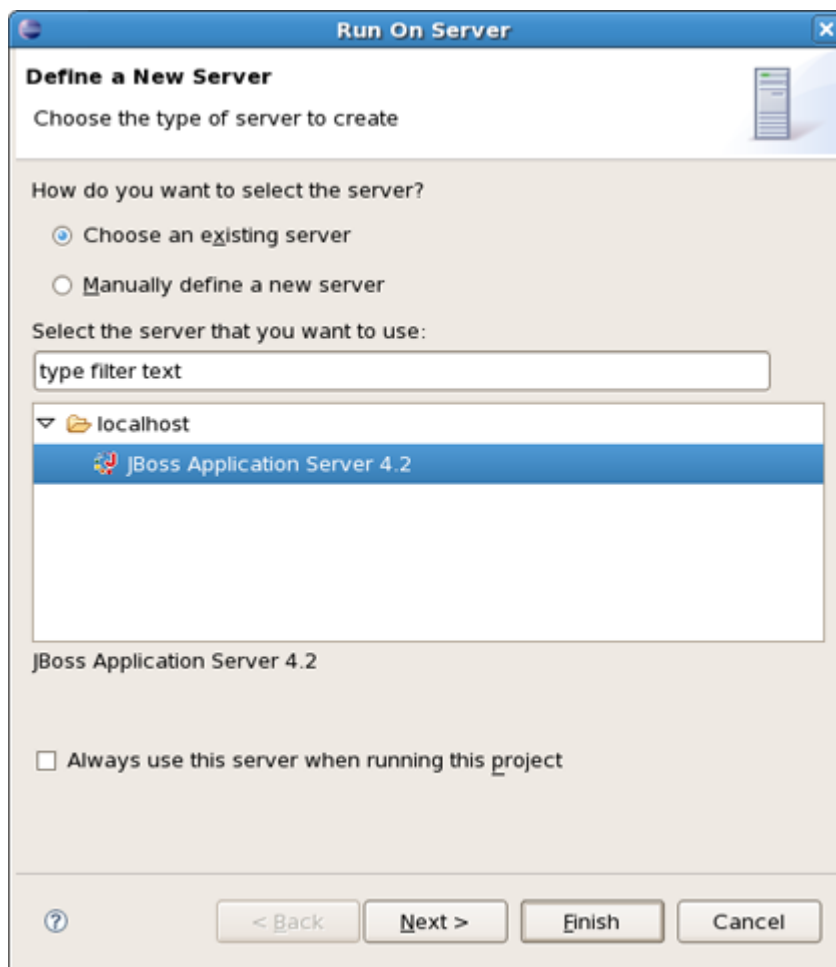 Run On Server
Define a New Server
Choose the type of server to create
How do you want to select the server?
Choose an existing server
Manually define a new server
Select the server that you want to use:
type filter text
localhost
JBoss Application Server 4.2
JBoss Application Server 4.2
Always use this server when running this project
< Back Next > Finish Cancel